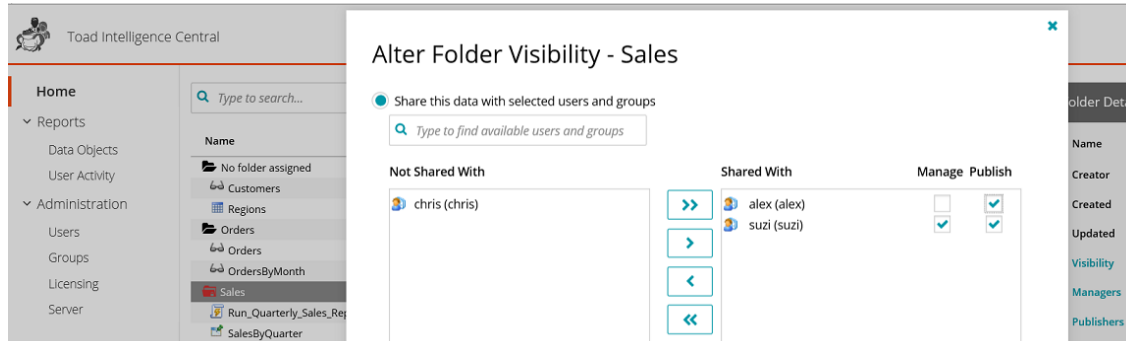 Toad Intelligence Central
Home
Reports
Data Objects
User Activity
Administration
Users
Groups
Licensing
Server
Type to search...
Name
No folder assigned
Customers
Regions
Orders
Orders
OrdersByMonth
Sales
Run_Quarterly_Sales_Rep
SalesByQuarter
Alter Folder Visibility - Sales
Share this data with selected users and groups
Type to find available users and groups
Not Shared With
chris (chris)
Shared With Manage Publish
alex (alex)
suzi (suzi)
older Deta
Name
Creator
Created
Updated
Visibility
Managers
Publishers